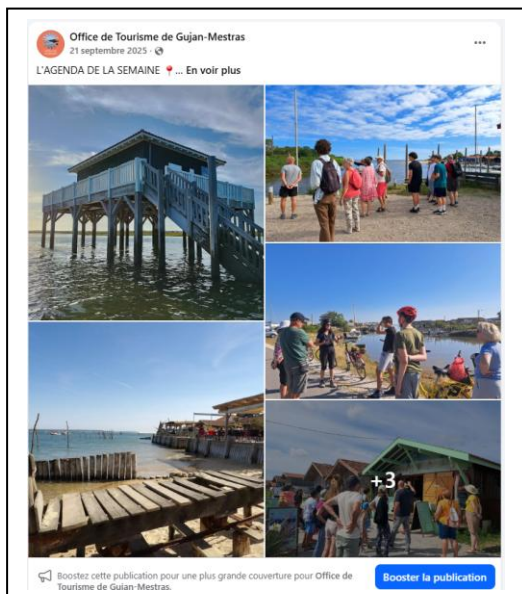 Office de Tourisme de Gujan-Mestras
21 septembre 2025 ·
...
L'AGENDA DE LA SEMAINE 📍... En voir plus
+3
Boostez cette publication pour une plus grande couverture pour Office de
Tourisme de Gujan-Mestras.
Booster la publication